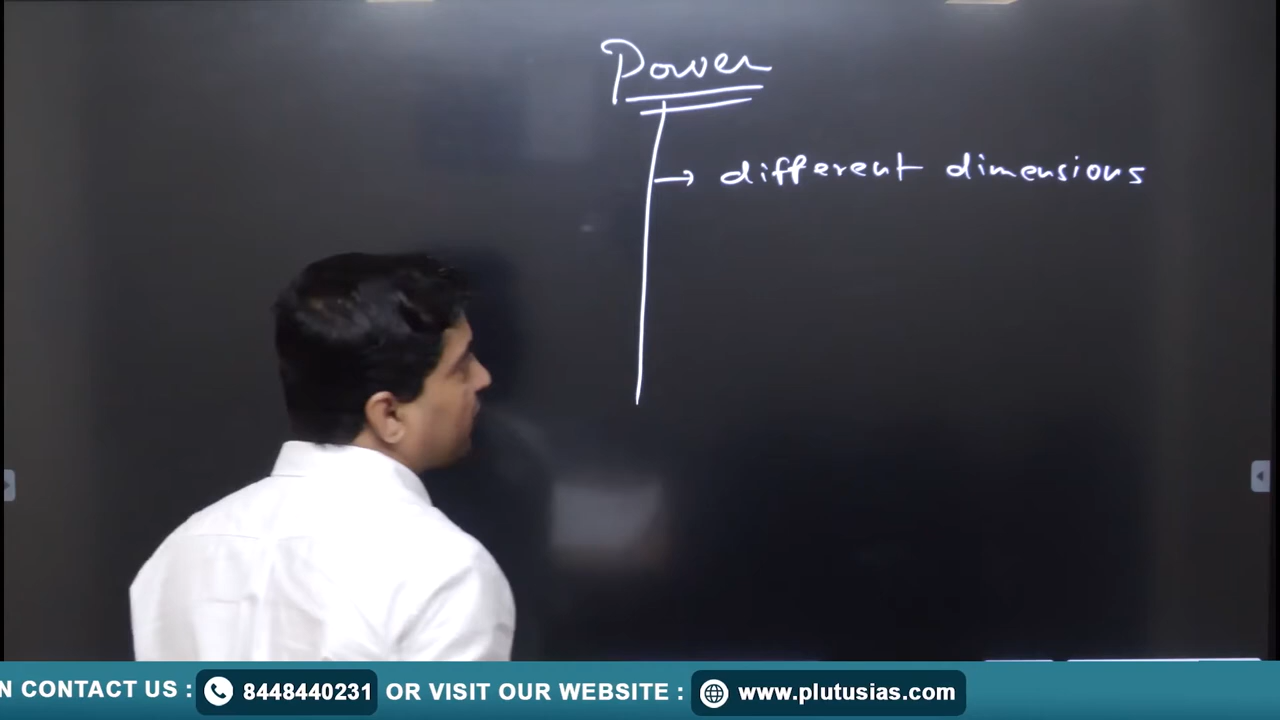 Power
→ different dimensions
N CONTACT US : 8448440231 OR VISIT OUR WEBSITE : www.plutusias.com